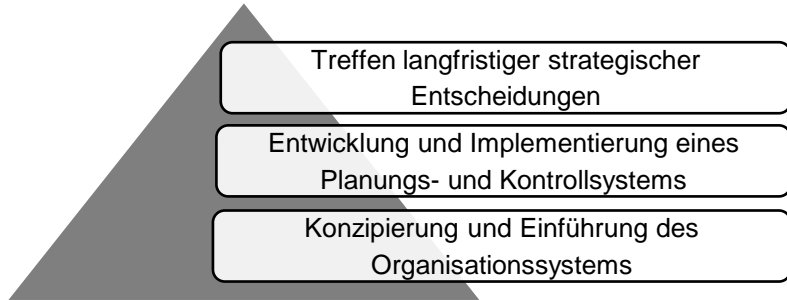 Treffen langfristiger strategischer
Entscheidungen
Entwicklung und Implementierung eines
Planungs- und Kontrollsystems
Konzipierung und Einführung des
Organisationssystems